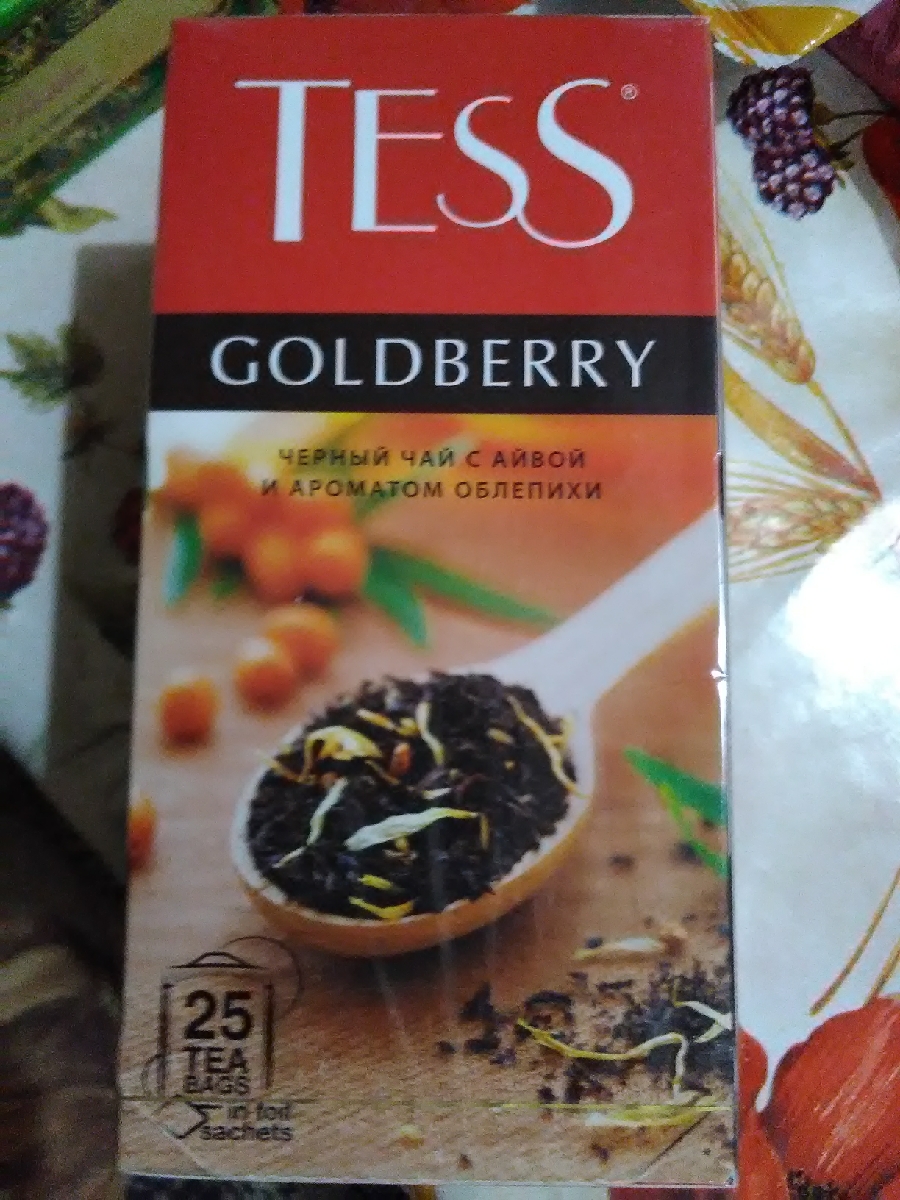 TESS®
GOLDBERRY
ЧЕРНЫЙ ЧАЙ С АЙВОЙ
И АРОМАТОМ ОБЛЕПИХИ
25
TEA
BAGS
in foil
sachets